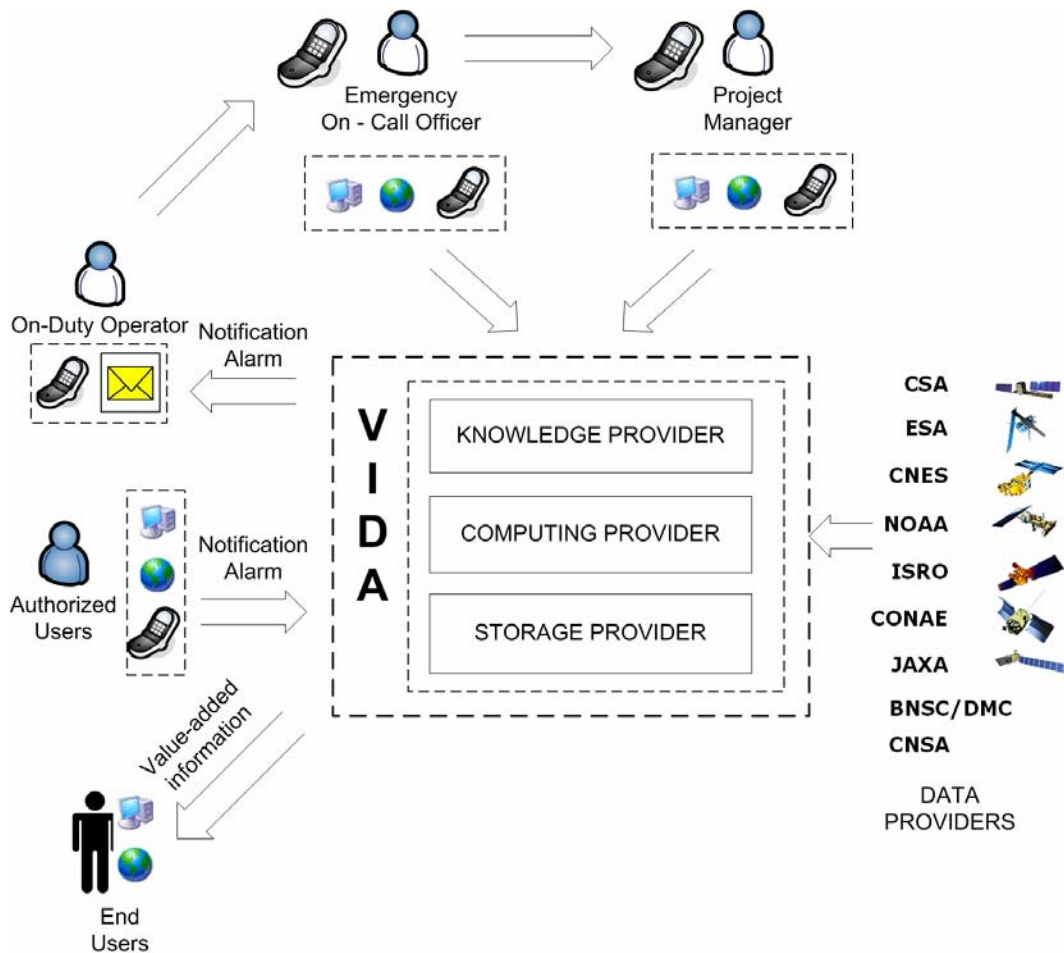 Emergency
On - Call Officer
Project
Manager
On-Duty Operator
Notification
Alarm
Authorized
Users
Notification
Alarm
Value-added
information
End
Users
V
I
D
A
KNOWLEDGE PROVIDER
COMPUTING PROVIDER
STORAGE PROVIDER
CSA
ESA
CNES
NOAA
ISRO
CONAE
JAXA
BNSC/DMC
CNSA
DATA
PROVIDERS